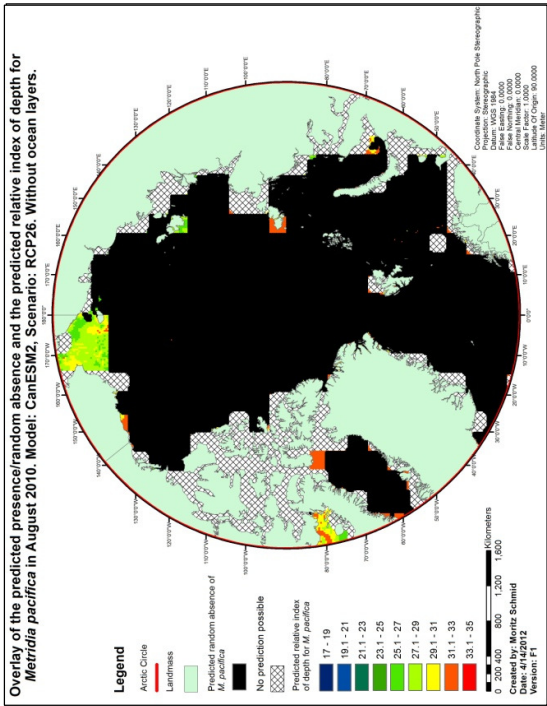 Overlay of the predicted presence/random absence and the predicted relative index of depth for
Metridia pacifica in August 2010. Model: CanESM2, Scenario: RCP26. Without ocean layers.
Legend
Arctic Circle
Landmass
Predicted random absence of
M. pacifica
No prediction possible
Predicted relative index
of depth for M. pacifica
17 - 19
19.1 - 21
21.1 - 23
23.1 - 25
25.1 - 27
27.1 - 29
29.1 - 31
31.1 - 33
33.1 - 35
0 200 400 800 1,200 1,600
Kilometers
Created by: Moritz Schmid
Date: 4/14/2012
Version: F1
Coordinate System: North Pole Stereographic
Projection: Stereographic
Datum: WGS 1984
False Easting: 0.0000
False Northing: 0.0000
Central Meridian: 0.0000
Scale Factor: 1.0000
Latitude Of Origin: 90.0000
Units: Meter